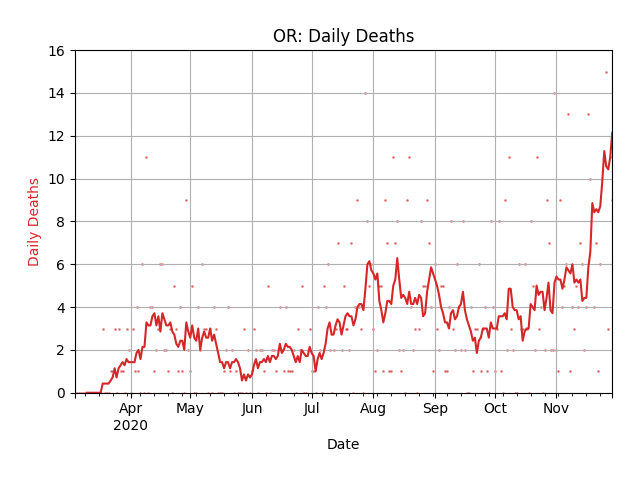 OR: Daily Deaths
Daily Deaths
16
14
12
10
8
6
4
2
0
Apr
2020
May
Jun
Jul
Aug
Sep
Oct
Nov
Date